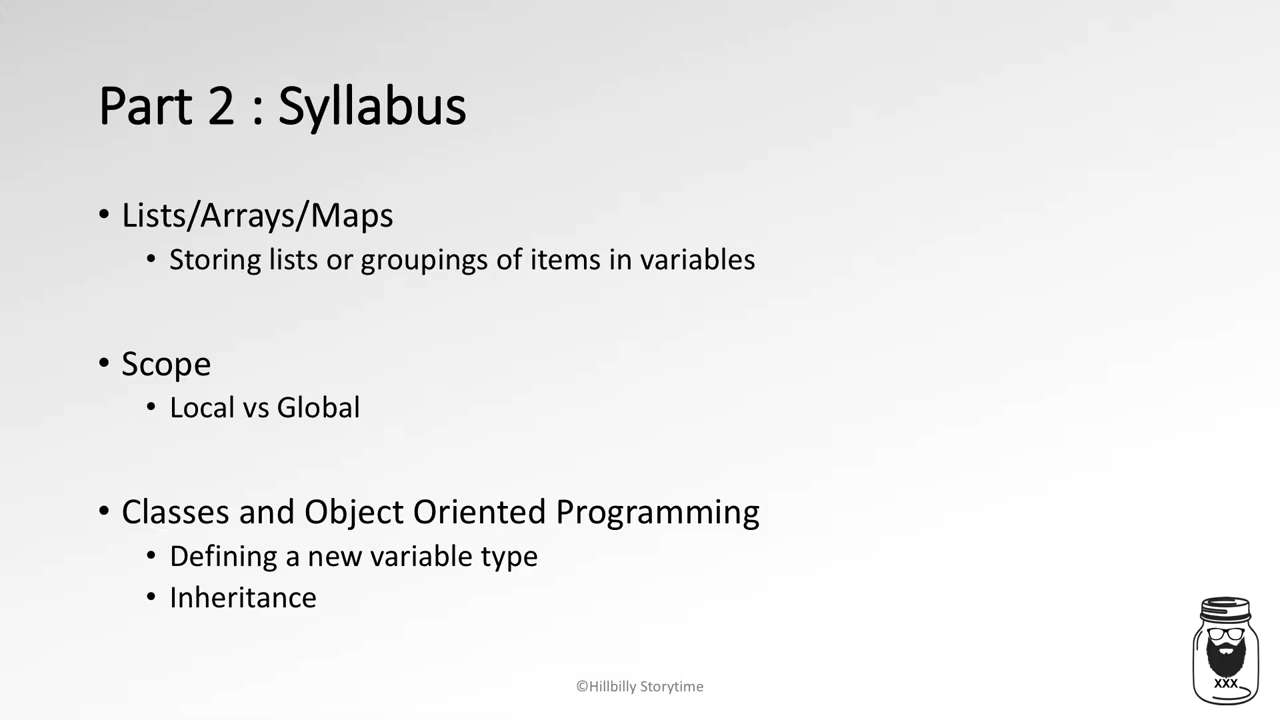 Part 2 : Syllabus
• Lists/Arrays/Maps
• Storing lists or groupings of items in variables
• Scope
• Local vs Global
• Classes and Object Oriented Programming
• Defining a new variable type
• Inheritance
XXX
©Hillbilly Storytime